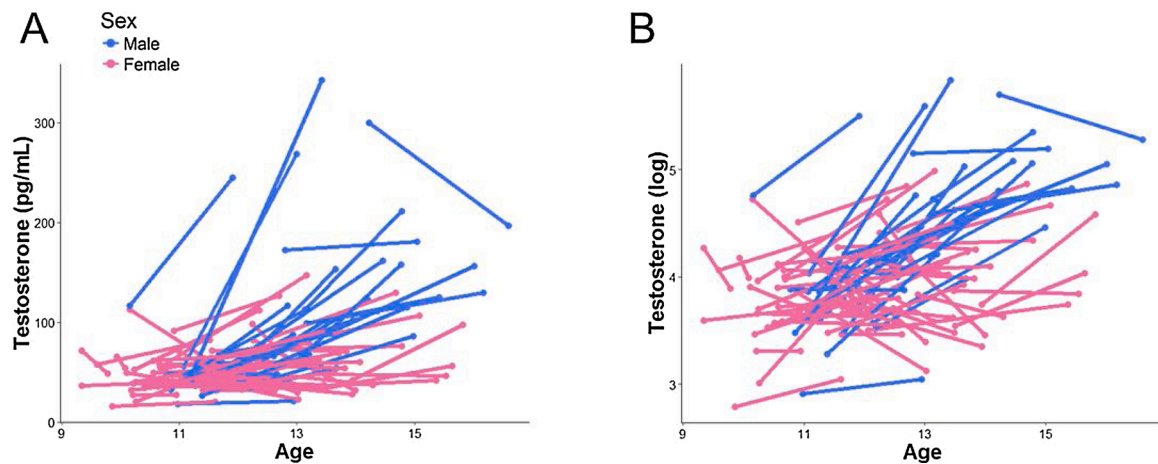 A
Sex
Male
Female
Testosterone (pg/mL)
300
200
100
0
9
11
13
15
Age
B
Testosterone (log)
5
4
3
9
11
13
15
Age